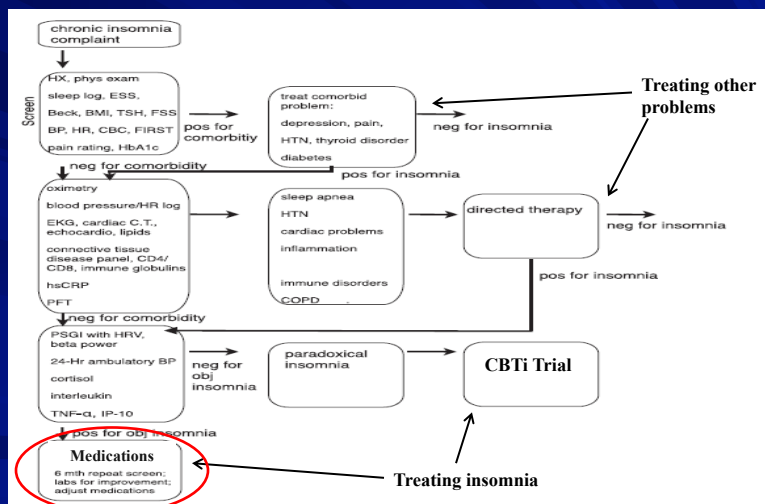 chronic insomnia
complaint
Screen
HX, phys exam
sleep log, ESS,
Beck, BMI, TSH, FSS
BP, HR, CBC, FIRST
pain rating, HbA1c
pos for
comorbitiy
treat comorbid
problem:
depression, pain,
HTN, thyroid disorder
diabetes
neg for insomnia
Treating other
problems
neg for comorbidity
pos for insomnia
oximetry
blood pressure/HR log
EKG, cardiac C.T.,
echocardio, lipids
connective tissue
disease panel, CD4/
CD8, immune globulins
hsCRP
PFT
sleep apnea
HTN
cardiac problems
inflammation
immune disorders
COPD .
directed therapy
neg for insomnia
pos for insomnia
neg for comorbidity
PSGI with HRV,
beta power
24-Hr ambulatory BP
cortisol
interleukin
TNF-α, IP-10
neg for
obj
insomnia
paradoxical
insomnia
CBTi Trial
pos for obj insomnia
Medications
6 mth repeat screen;
labs for improvement;
adjust medications
Treating insomnia